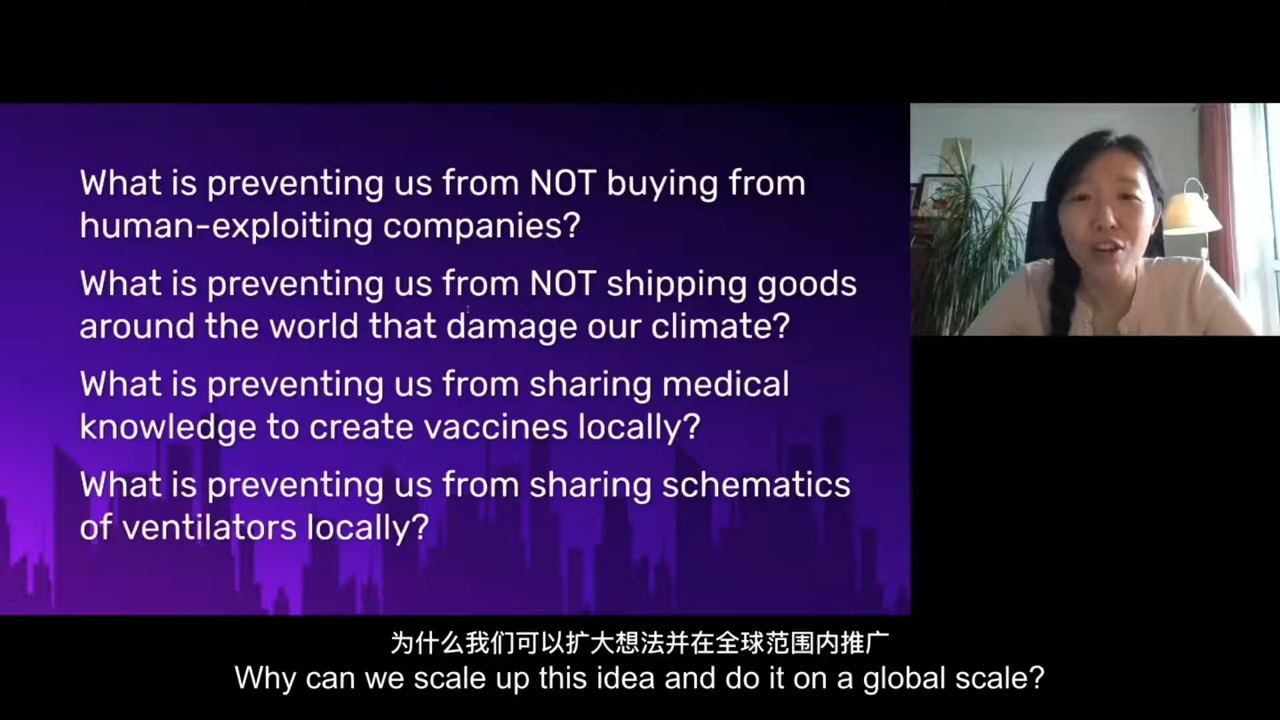 What is preventing us from NOT buying from
human-exploiting companies?
What is preventing us from NOT shipping goods
around the world that damage our climate?
What is preventing us from sharing medical
knowledge to create vaccines locally?
What is preventing us from sharing schematics
of ventilators locally?
为什么我们可以扩大想法并在全球范围内推广
Why can we scale up this idea and do it on a global scale?